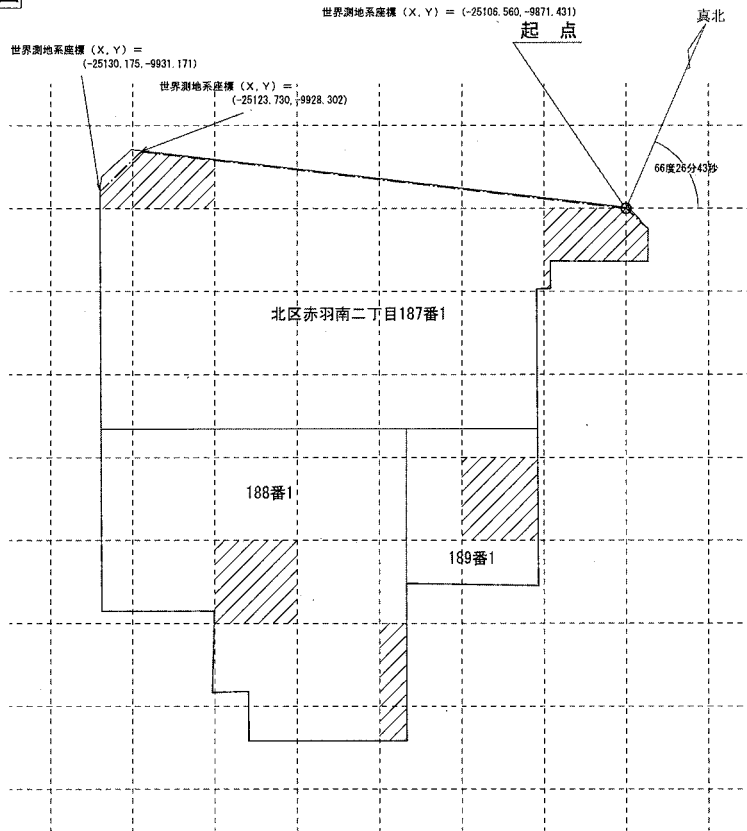 世界測地系座標（X，Y）＝（-25106.560,-9871.431）
起　点
真北
世界測地系座標（X，Y）＝
（-25130.175,-9931.171）
世界測地系座標（X，Y）＝
（-25123.730,-9928.302）
66度26分43秒
北区赤羽南二丁目187番1
188番1
189番1